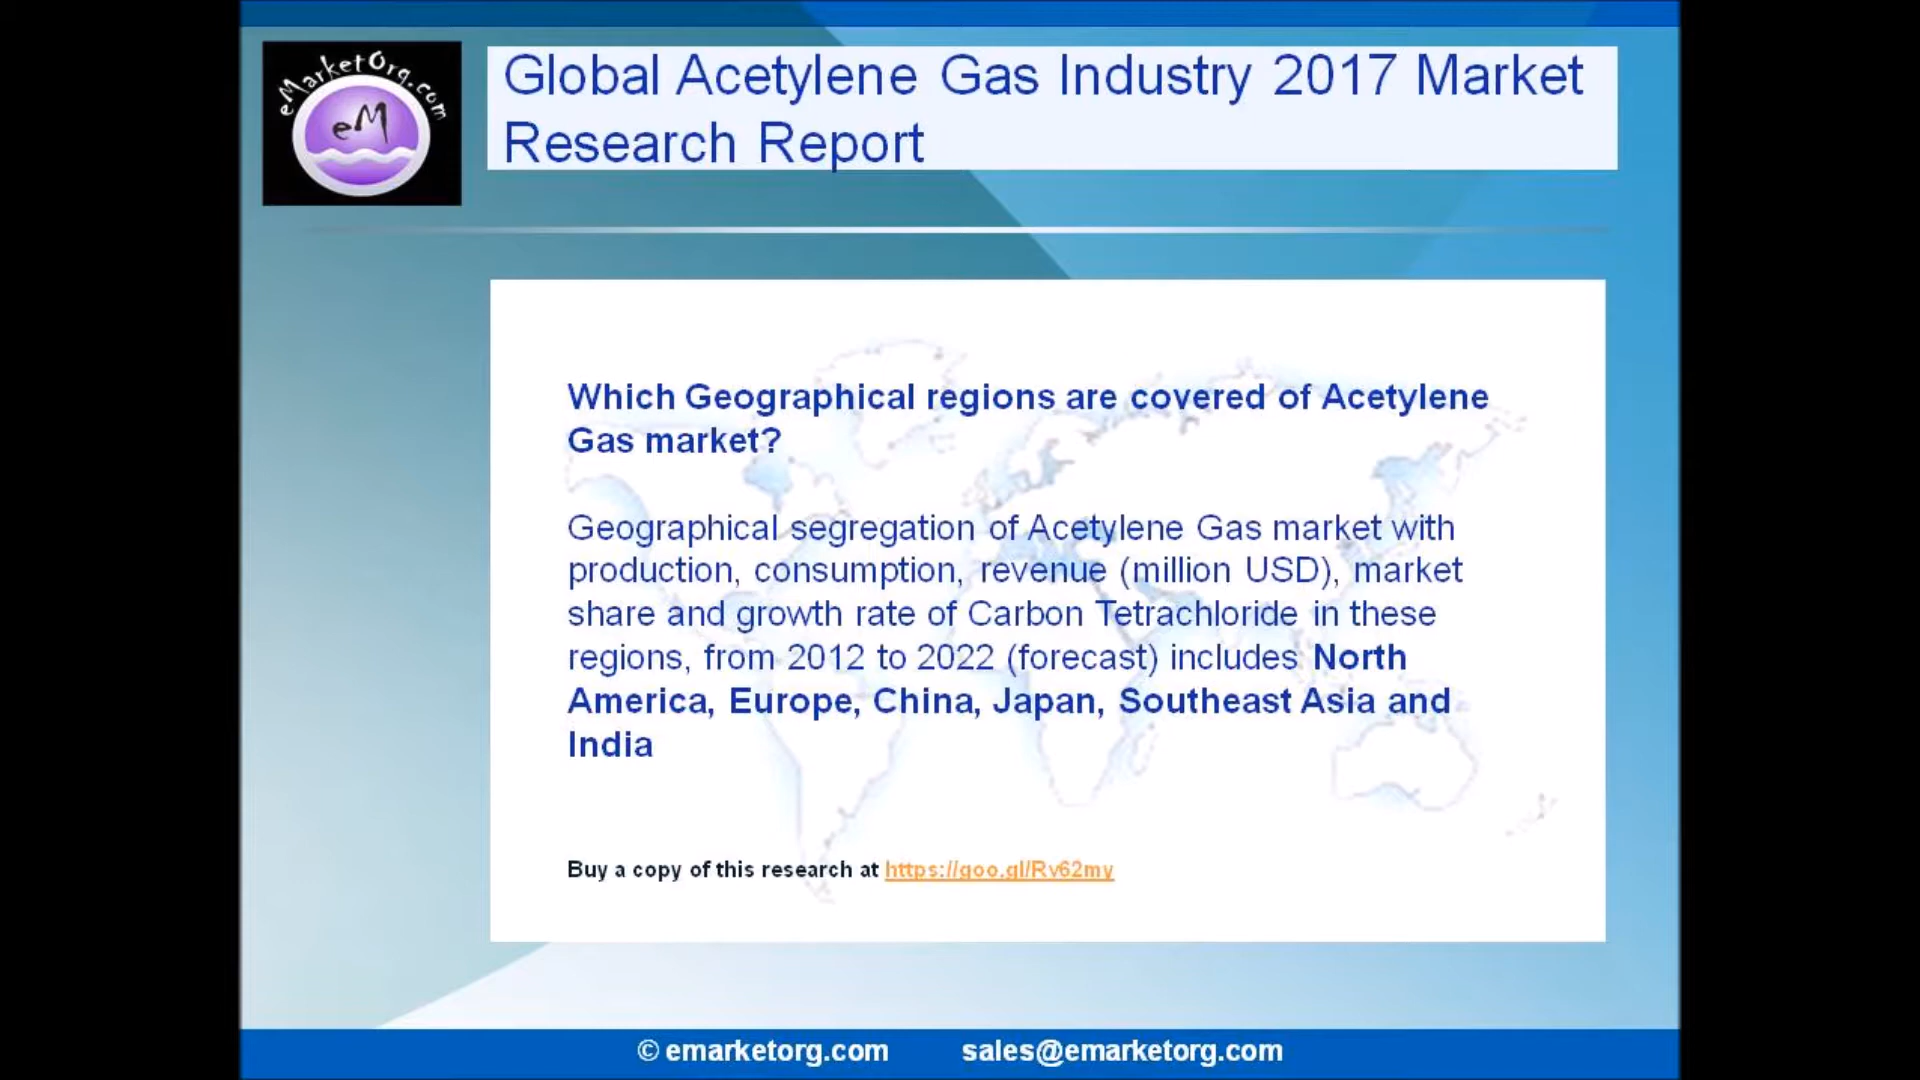 eMarketOrg.com
eM
Global Acetylene Gas Industry 2017 Market
Research Report
Which Geographical regions are covered of Acetylene
Gas market?
Geographical segregation of Acetylene Gas market with
production, consumption, revenue (million USD), market
share and growth rate of Carbon Tetrachloride in these
regions, from 2012 to 2022 (forecast) includes North
America, Europe, China, Japan, Southeast Asia and
India
Buy a copy of this research at https://goo.gl/Rv62my
© emarketorg.com sales@emarketorg.com